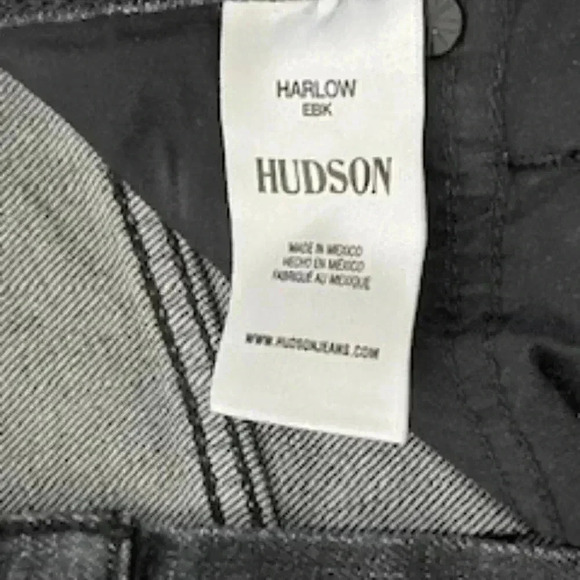 HARLOW
EBK
HUDSON
MADE IN MEXICO
HECHO EN MÉXICO
FABRIQUÉ AU MEXIQUE
WWW.HUDSONJEANS.COM